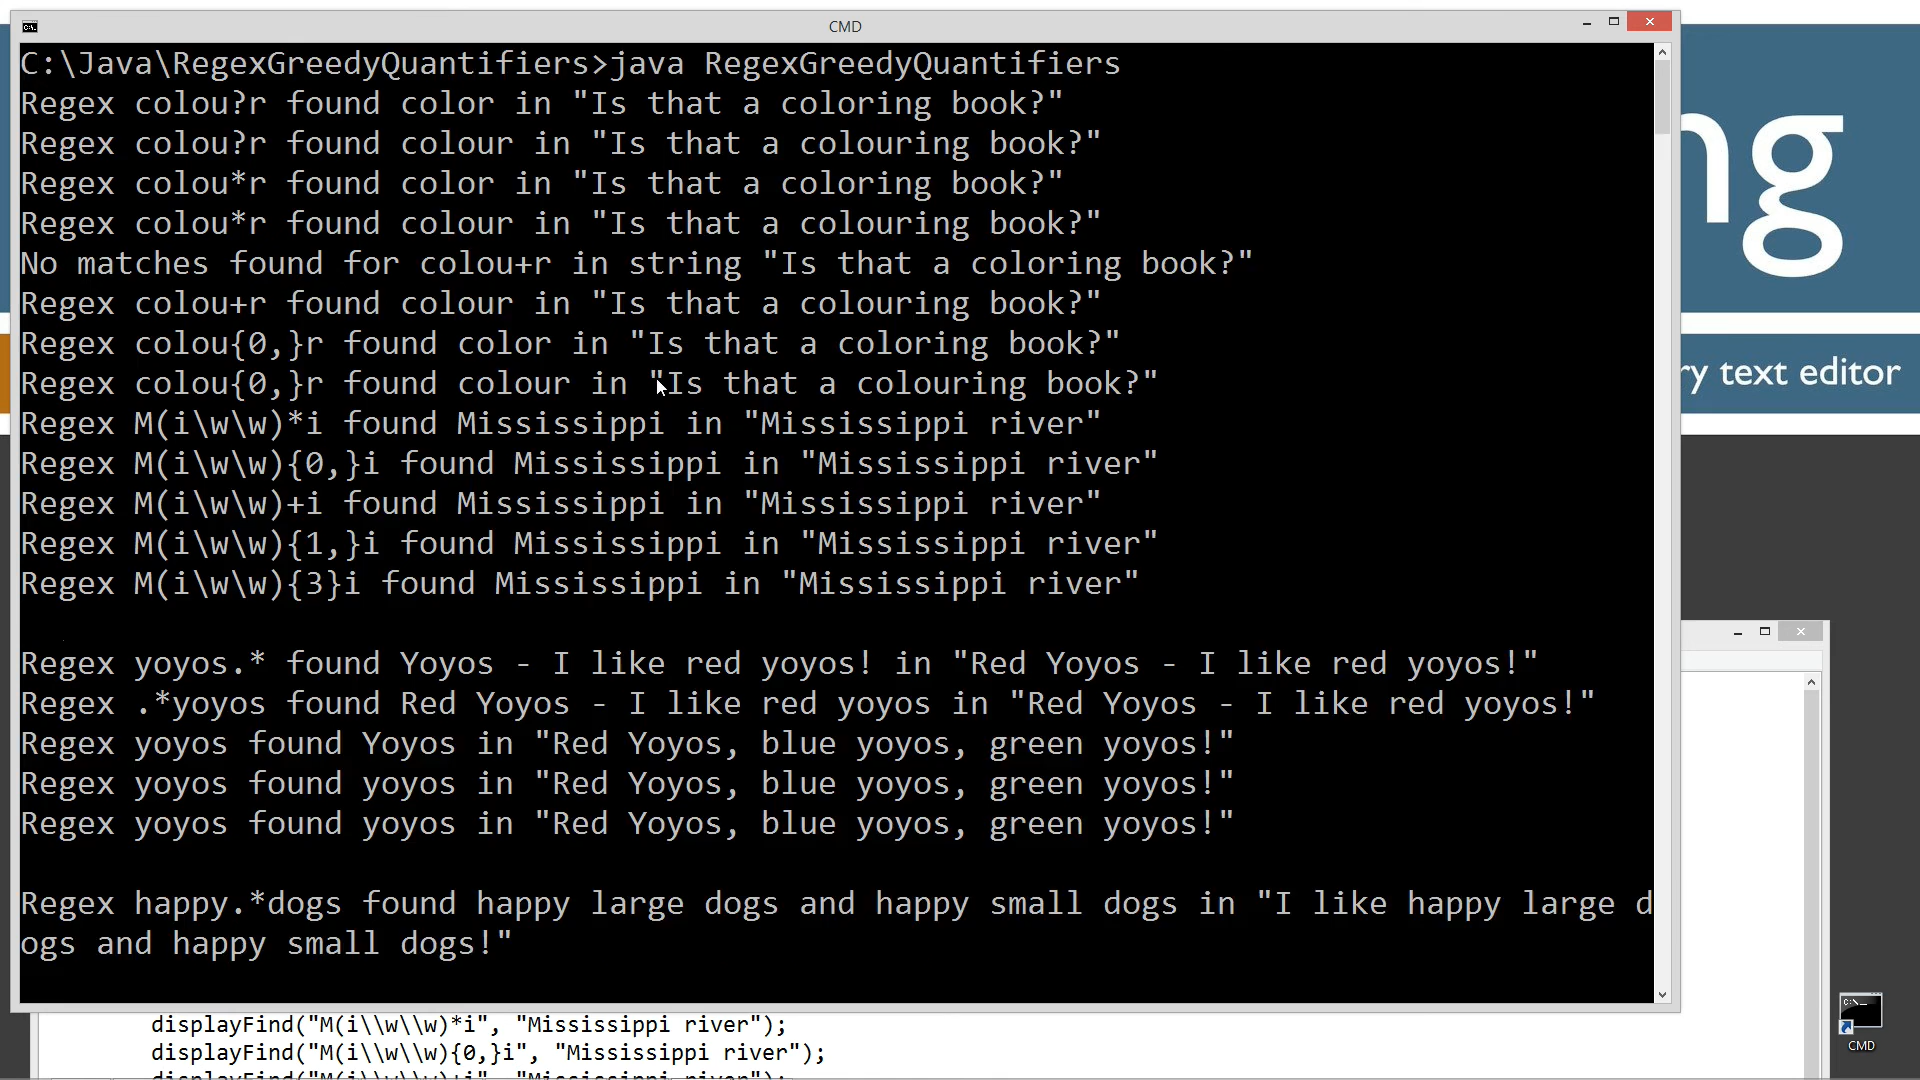 CMD
C:\Java\RegexGreedyQuantifiers>java RegexGreedyQuantifiers
Regex colou?r found color in "Is that a coloring book?"
Regex colou?r found colour in "Is that a colouring book?"
Regex colou*r found color in "Is that a coloring book?"
Regex colou*r found colour in "Is that a colouring book?"
No matches found for colou+r in string "Is that a coloring book?"
Regex colou+r found colour in "Is that a colouring book?"
Regex colou{0,}r found color in "Is that a coloring book?"
Regex colou{0,}r found colour in "Is that a colouring book?"
Regex M(i\w\w)*i found Mississippi in "Mississippi river"
Regex M(i\w\w){0,}i found Mississippi in "Mississippi river"
Regex M(i\w\w)+i found Mississippi in "Mississippi river"
Regex M(i\w\w){1,}i found Mississippi in "Mississippi river"
Regex M(i\w\w){3}i found Mississippi in "Mississippi river"
Regex yoyos.* found Yoyos - I like red yoyos! in "Red Yoyos - I like red yoyos!"
Regex .*yoyos found Red Yoyos - I like red yoyos in "Red Yoyos - I like red yoyos!"
Regex yoyos found Yoyos in "Red Yoyos, blue yoyos, green yoyos!"
Regex yoyos found yoyos in "Red Yoyos, blue yoyos, green yoyos!"
Regex yoyos found yoyos in "Red Yoyos, blue yoyos, green yoyos!"
Regex happy.*dogs found happy large dogs and happy small dogs in "I like happy large d
ogs and happy small dogs!"
ng
ry text editor
displayFind("M(i\\w\\w)*i", "Mississippi river");
displayFind("M(i\\w\\w){0,}i", "Mississippi river");
displayFind("M(i\\w\\w)+i", "Mississippi river");
CMD